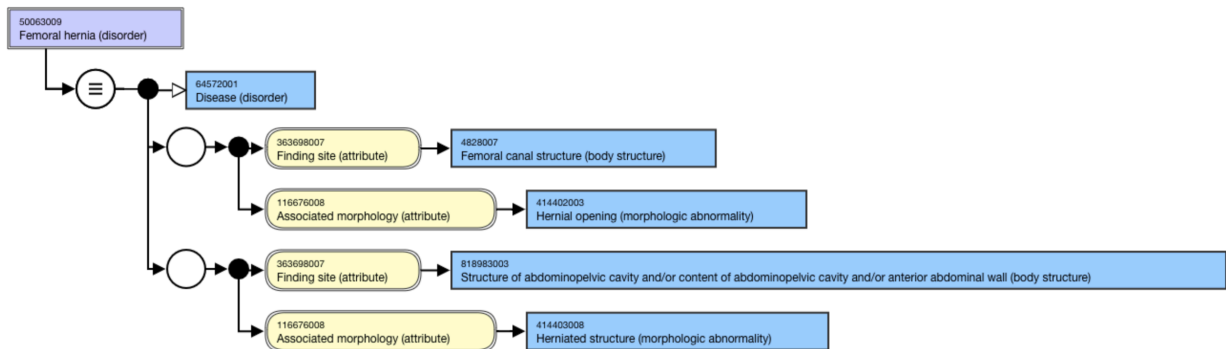 50063009
Femoral hernia (disorder)
64572001
Disease (disorder)
363698007
Finding site (attribute)
4828007
Femoral canal structure (body structure)
116676008
Associated morphology (attribute)
414402003
Hernial opening (morphologic abnormality)
363698007
Finding site (attribute)
818983003
Structure of abdominopelvic cavity and/or content of abdominopelvic cavity and/or anterior abdominal wall (body structure)
116676008
Associated morphology (attribute)
414403008
Herniated structure (morphologic abnormality)